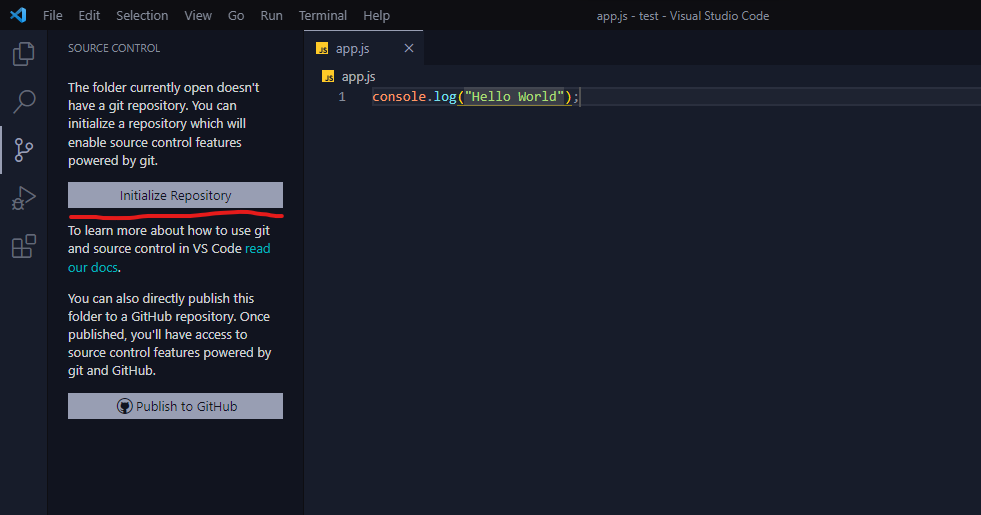 File Edit Selection View Go Run Terminal Help app.js - test - Visual Studio Code
SOURCE CONTROL
JS app.js
The folder currently open doesn't
have a git repository. You can
initialize a repository which will
enable source control features
powered by git.
Initialize Repository
To learn more about how to use git
and source control in VS Code read
our docs.
You can also directly publish this
folder to a GitHub repository. Once
published, you'll have access to
source control features powered by
git and GitHub.
Publish to GitHub
JS app.js
1 console.log("Hello World");